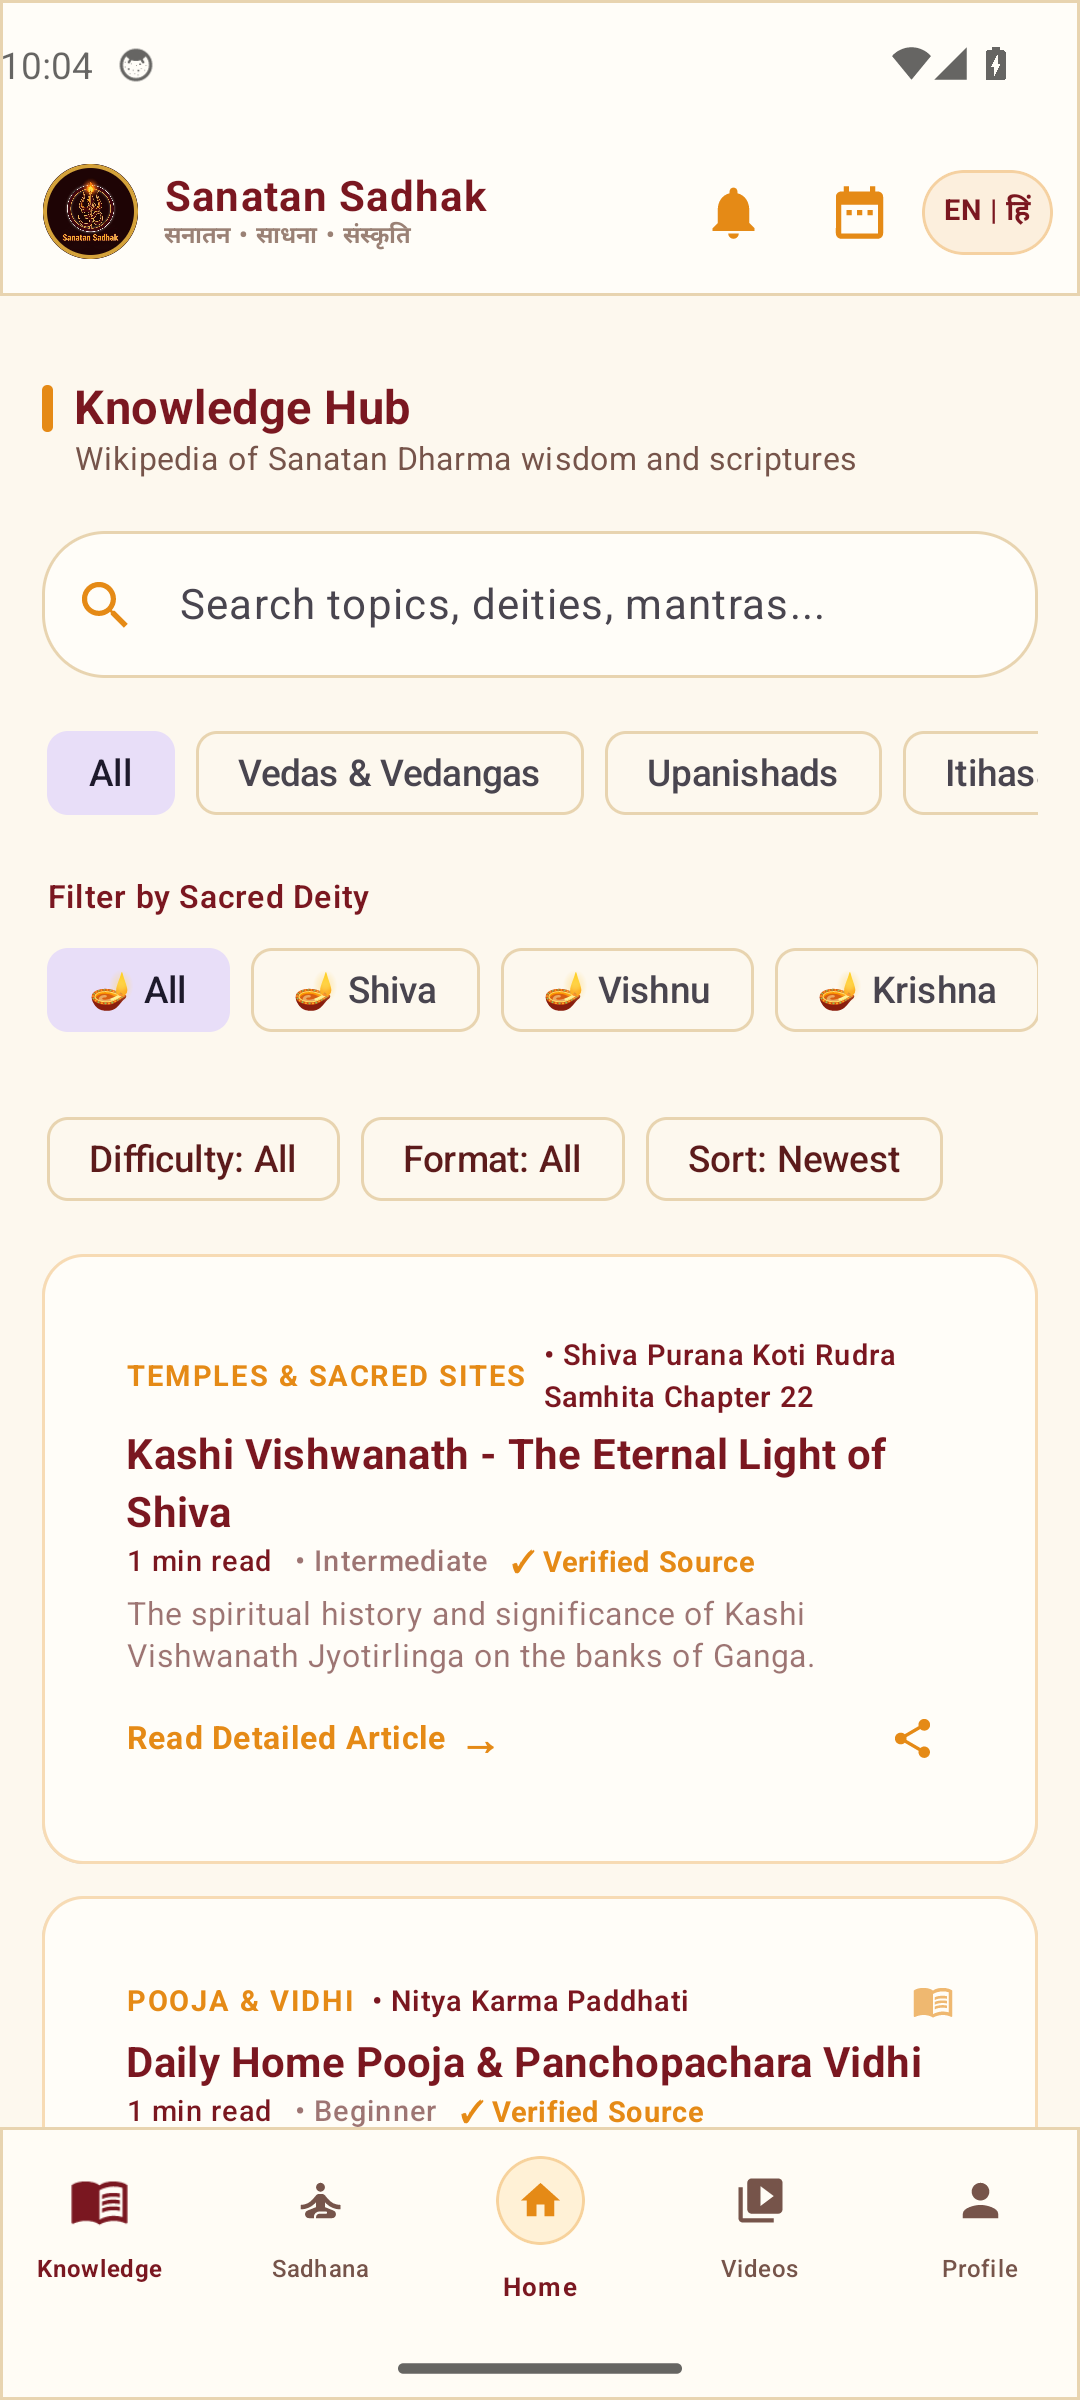 10:04
Sanatan Sadhak
सनातन • साधना • संस्कृति
Sanatan Sadhak
EN | हिं
Knowledge Hub
Wikipedia of Sanatan Dharma wisdom and scriptures
Search topics, deities, mantras...
All
Vedas & Vedangas
Upanishads
Itihas
Filter by Sacred Deity
🪔 All
🪔 Shiva
🪔 Vishnu
🪔 Krishna
Difficulty: All
Format: All
Sort: Newest
TEMPLES & SACRED SITES
• Shiva Purana Koti Rudra
Samhita Chapter 22
Kashi Vishwanath - The Eternal Light of
Shiva
1 min read • Intermediate ✓ Verified Source
The spiritual history and significance of Kashi
Vishwanath Jyotirlinga on the banks of Ganga.
Read Detailed Article →
POOJA & VIDHI • Nitya Karma Paddhati
Daily Home Pooja & Panchopachara Vidhi
1 min read • Beginner ✓ Verified Source
Knowledge
Sadhana
Home
Videos
Profile